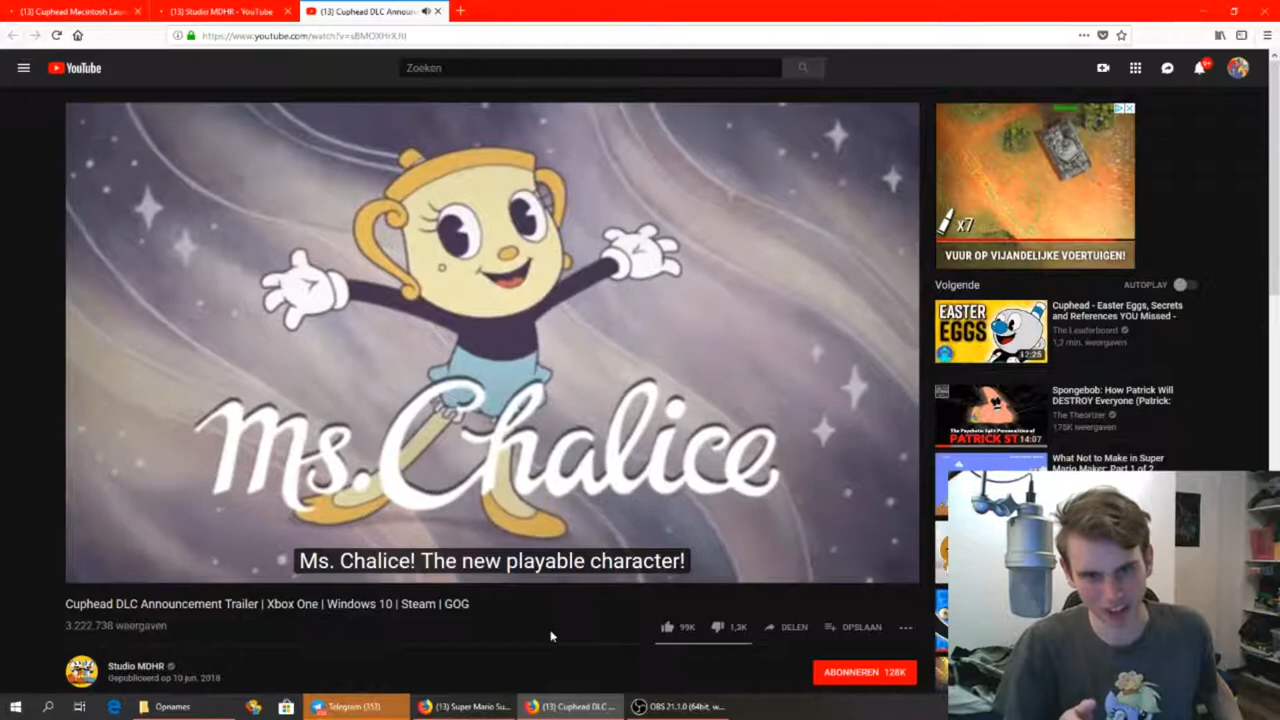 (13) Cuphead Macintosh Lau
(13) Studio MDHR - YouTube
(13) Cuphead DLC Announ
YouTube
Zoeken
9+
Ms. Chalice
Ms. Chalice! The new playable character!
x7
VUUR OP VIJANDELIJKE VOERTUIGEN!
Volgende
AUTOPLAY
EASTER EGGS
12:25
Cuphead - Easter Eggs, Secrets
and References YOU Missed -
The Leaderboard
1,2 mln. weergaven
PATRICK ST
14:07
Spongebob: How Patrick Will
DESTROY Everyone (Patrick:
The Theorizer
175K weergaven
What Not to Make in Super
Mario Maker: Part 1 of 2
Cuphead DLC Announcement Trailer | Xbox One | Windows 10 | Steam | GOG
3.222.738 weergaven
99K
1,3K
DELEN
OPSLAAN
Studio MDHR
Gepubliceerd op 10 jun. 2018
ABONNEREN 128K
Opnames
Telegram (353)
(13) Super Mario Su...
(13) Cuphead DLC ...
OBS 21.1.0 (64bit, w...